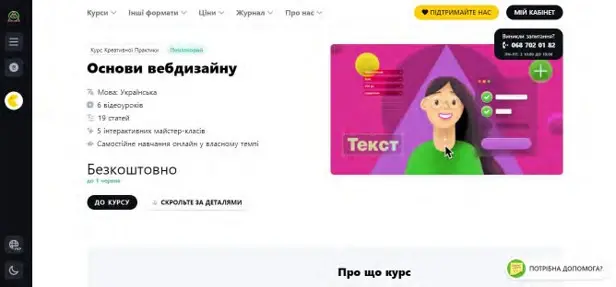 Курси
Інші формати
Ціни
Журнал
Про нас
ПІДТРИМАЙТЕ НАС
МІЙ КАБІНЕТ
Виникли запитання?
068 702 01 82
Курс Креативної Практики
Основи вебдизайну
Мова: Українська
6 відеоуроків
19 статей
5 інтерактивних майстер-класів
Самостійне навчання онлайн у власному темпі
Безкоштовно
до 1 червня
ДО КУРСУ
СКРОЛЬТЕ ЗА ДЕТАЛЯМИ
Текст
Про що курс
ПОТРІБНА ДОПОМОГА?